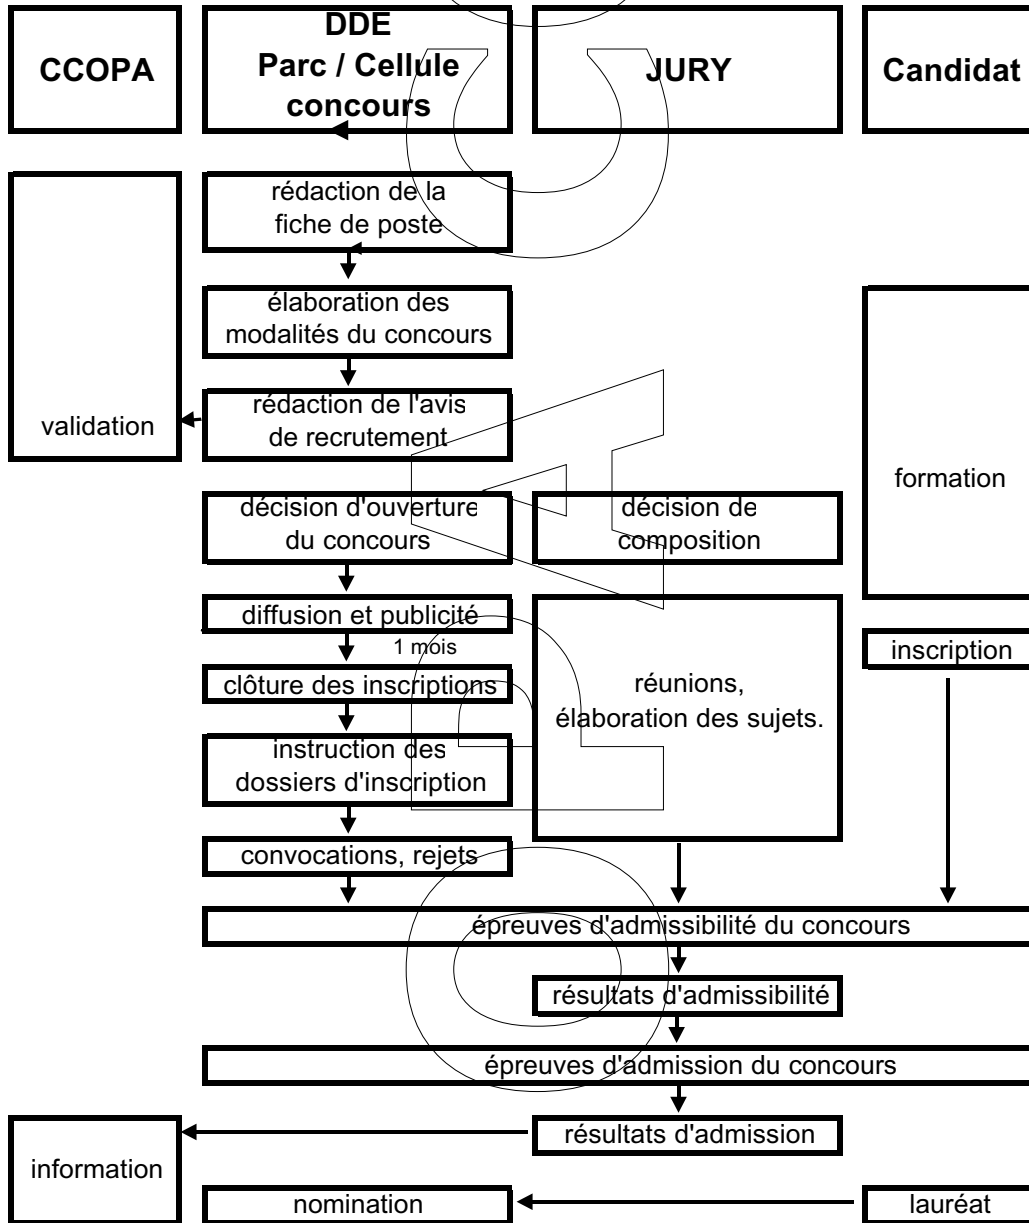 CCOPA
DDE
Parc / Cellule
concours
JURY
Candidat
rédaction de la
fiche de poste
élaboration des
modalités du concours
rédaction de l'avis
de recrutement
validation
formation
décision d'ouverture
du concours
décision de
composition
diffusion et publicité
1 mois
inscription
clôture des inscriptions
réunions,
élaboration des sujets.
instruction des
dossiers d'inscription
convocations, rejets
épreuves d'admissibilité du concours
résultats d'admissibilité
épreuves d'admission du concours
résultats d'admission
information
nomination
lauréat